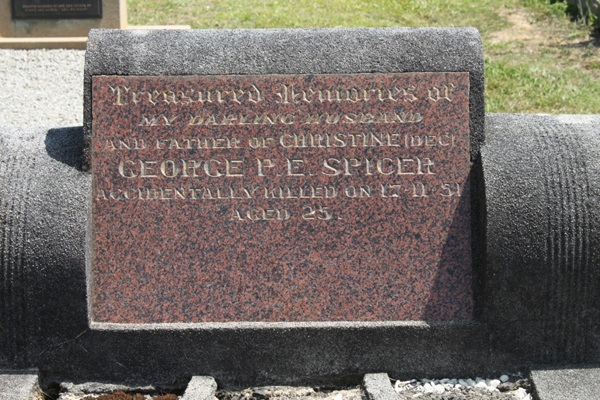 Treasured Memories of
MY DARLING HUSBAND
AND FATHER OF CHRISTINE (DEC)
GEORGE P. E. SPICER
ACCIDENTALLY KILLED ON 17·11·51
AGED 25.